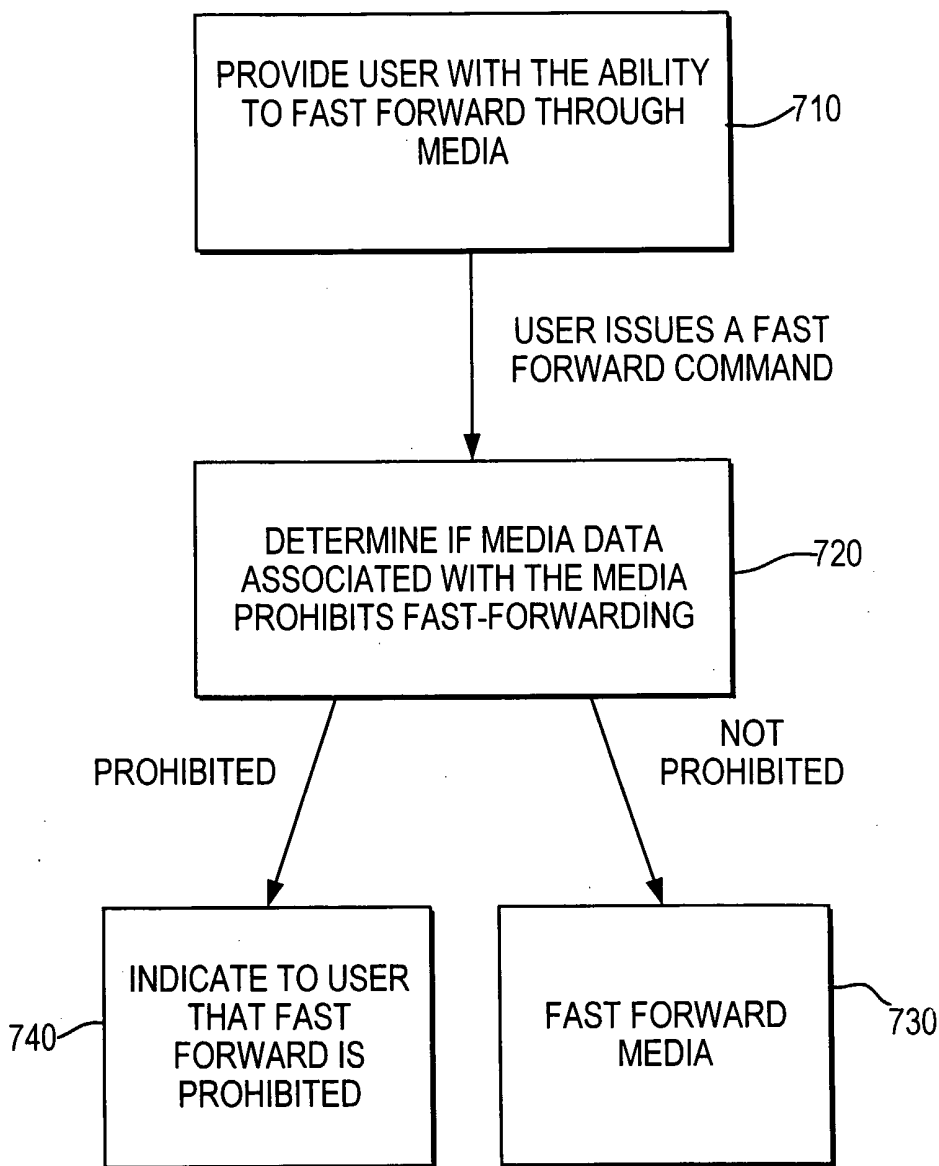 PROVIDE USER WITH THE ABILITY
TO FAST FORWARD THROUGH
MEDIA
710
USER ISSUES A FAST
FORWARD COMMAND
DETERMINE IF MEDIA DATA
ASSOCIATED WITH THE MEDIA
PROHIBITS FAST-FORWARDING
720
PROHIBITED
NOT
PROHIBITED
INDICATE TO USER
THAT FAST
FORWARD IS
PROHIBITED
740
FAST FORWARD
MEDIA
730